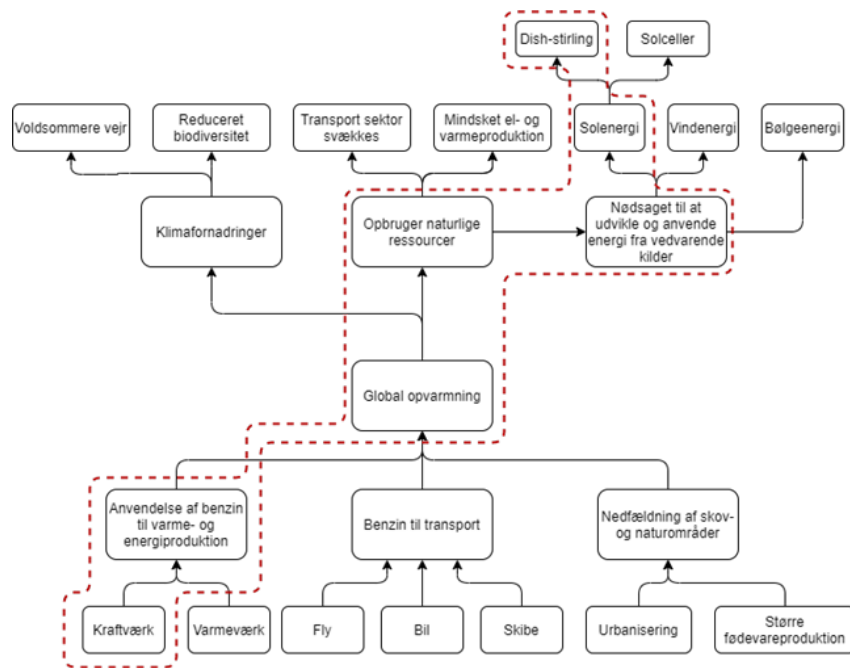 Dish-stirling
Solceller
Voldsommere vejr
Reduceret
biodiversitet
Transport sektor
svækkes
Mindsket el- og
varmeproduktion
Solenergi
Vindenergi
Bølgeenergi
Klimafornadringer
Opbruger naturlige
ressourcer
Nødsaget til at
udvikle og anvende
energi fra vedvarende
kilder
Global opvarmning
Anvendelse af benzin
til varme- og
energiproduktion
Benzin til transport
Nedfældning af skov-
og naturområder
Kraftværk
Varmeværk
Fly
Bil
Skibe
Urbanisering
Større
fødevareproduktion